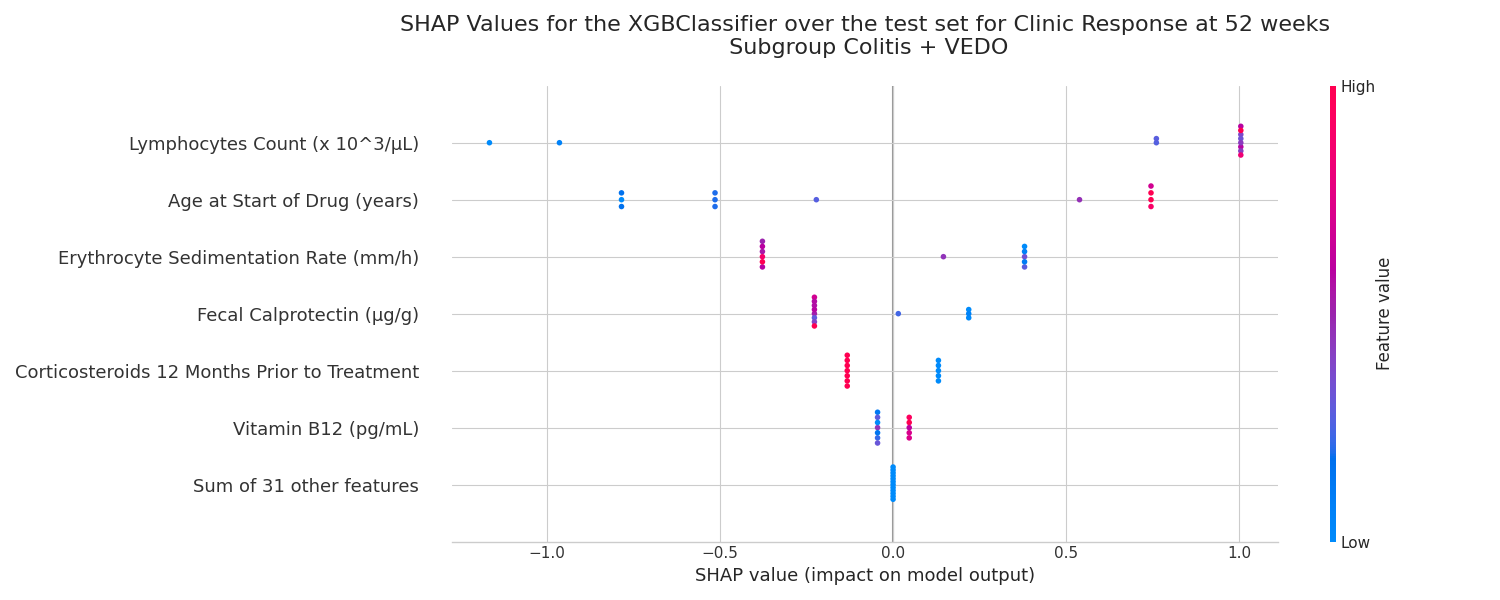 SHAP Values for the XGBClassifier over the test set for Clinic Response at 52 weeks
Subgroup Colitis + VEDO
High
Lymphocytes Count (x 10^3/µL)
Age at Start of Drug (years)
Erythrocyte Sedimentation Rate (mm/h)
Fecal Calprotectin (µg/g)
Corticosteroids 12 Months Prior to Treatment
Vitamin B12 (pg/mL)
Sum of 31 other features
Feature value
Low
−1.0 −0.5 0.0 0.5 1.0
SHAP value (impact on model output)